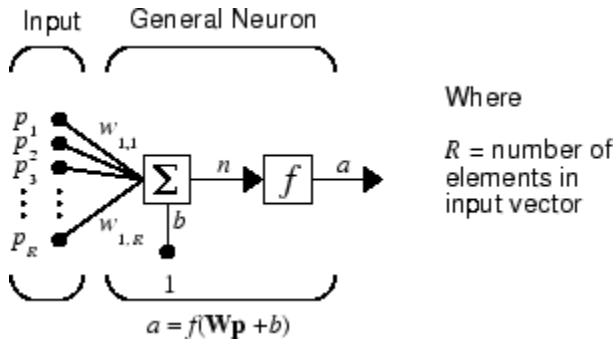 Input General Neuron
Where
R = number of
elements in
input vector
p1
p2
p3
pR
w1,1
w1,R
Σ
n
f
a
b
1
a = f(Wp +b)